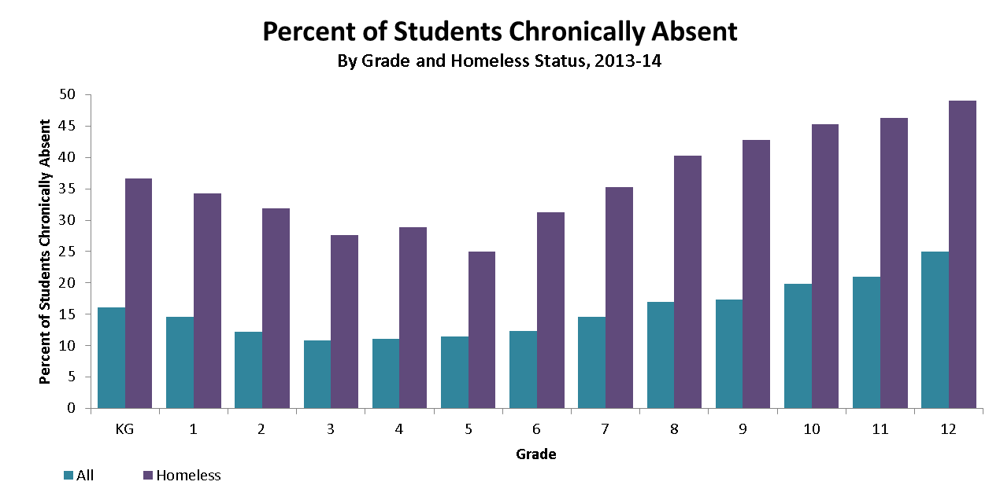 Percent of Students Chronically Absent
By Grade and Homeless Status, 2013-14
Percent of Students Chronically Absent
50
45
40
35
30
25
20
15
10
5
0
KG 1 2 3 4 5 6 7 8 9 10 11 12
Grade
All Homeless